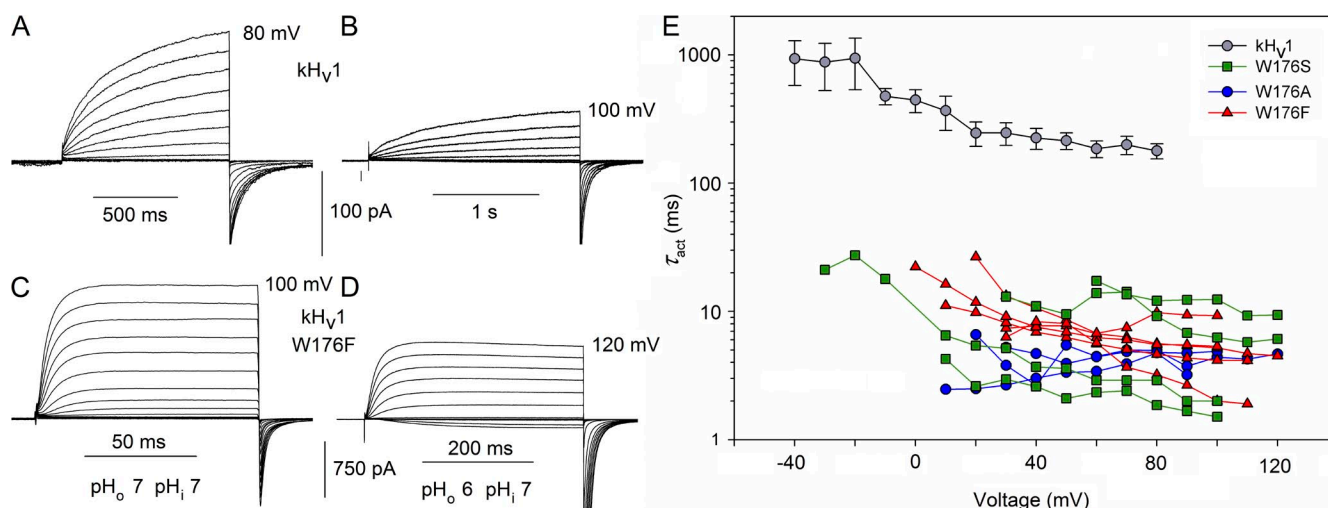 A
80 mV
kHV1
500 ms
B
100 mV
1 s
100 pA
C
100 mV
kHV1
W176F
50 ms
pHo 7 pHi 7
D
120 mV
200 ms
750 pA
pHo 6 pHi 7
E
kHV1
W176S
W176A
W176F
1000
100
10
1
τact (ms)
-40 0 40 80 120
Voltage (mV)